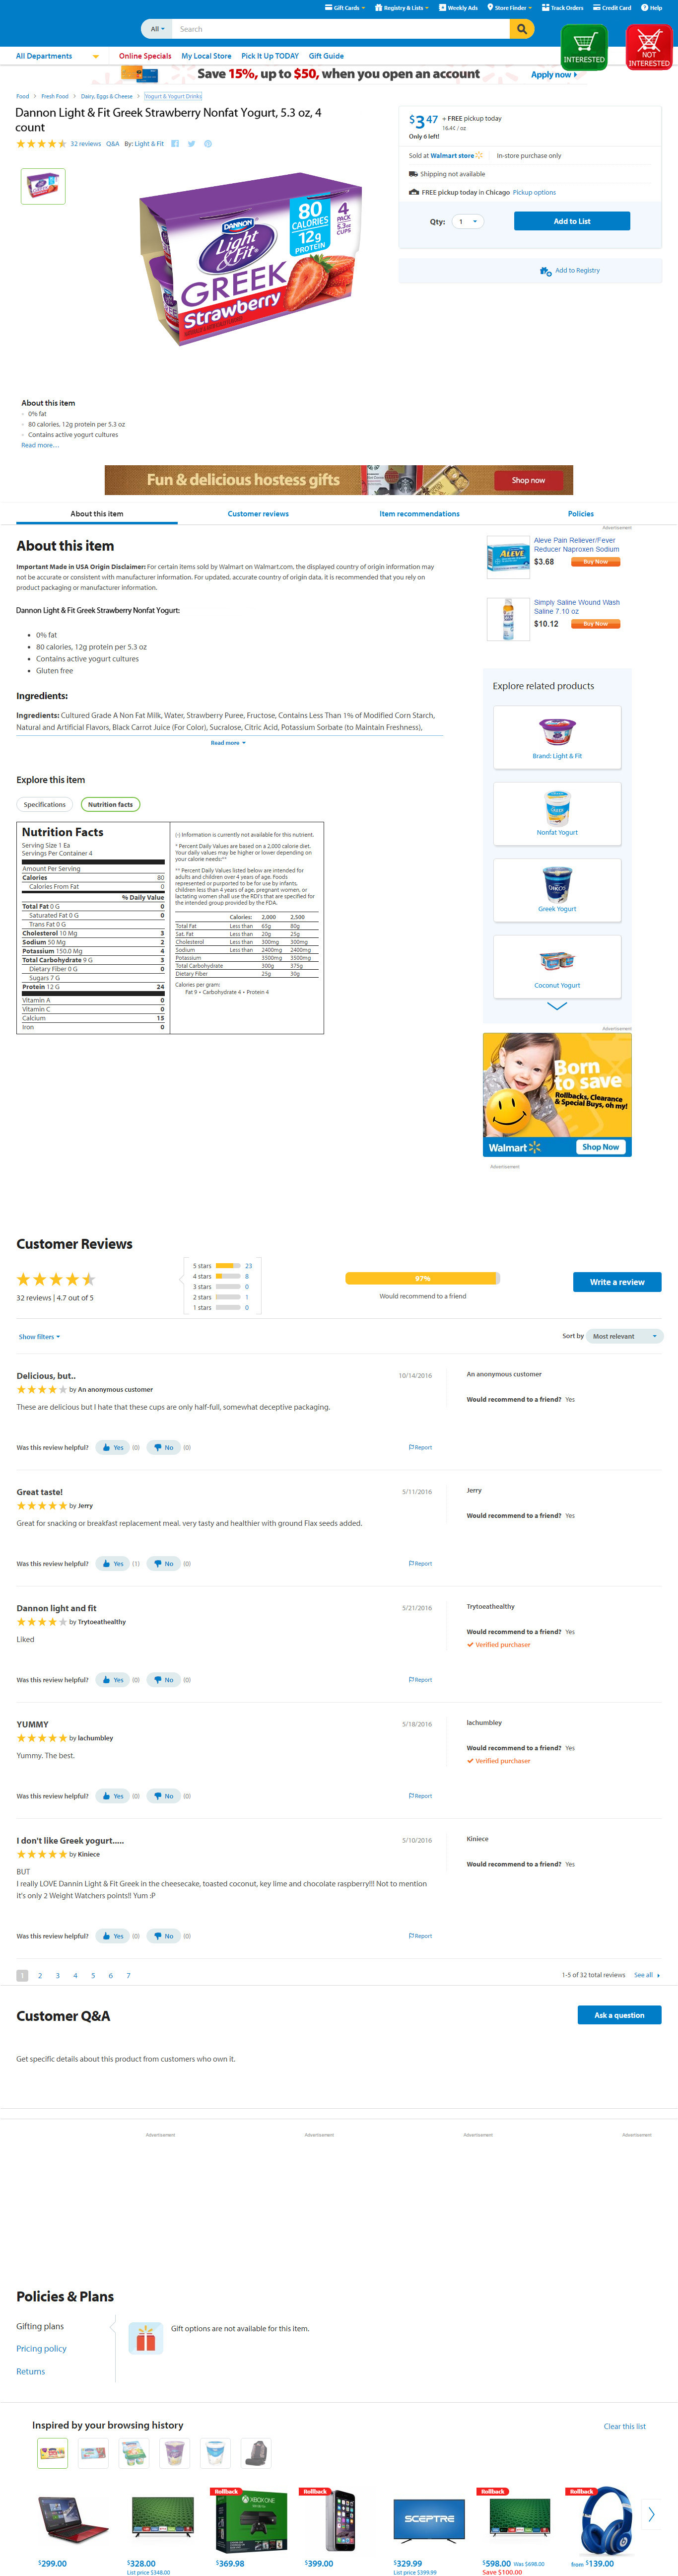 Gift Cards
Registry & Lists
Weekly Ads
Store Finder
Track Orders
Credit Card
Help
All
Search
All Departments
Online Specials
My Local Store
Pick It Up TODAY
Gift Guide
INTERESTED
NOT INTERESTED
Save 15%, up to $50, when you open an account
Apply now
Food > Fresh Food > Dairy, Eggs & Cheese > Yogurt & Yogurt Drinks
Dannon Light & Fit Greek Strawberry Nonfat Yogurt, 5.3 oz, 4
count
32 reviews Q&A By: Light & Fit
$3.47 + FREE pickup today
16.4¢ / oz
Only 6 left!
Sold at Walmart store
In-store purchase only
Shipping not available
FREE pickup today in Chicago Pickup options
Qty: 1
Add to List
Add to Registry
DANNON
Light & Fit
GREEK
Strawberry
80 CALORIES
12g PROTEIN
4 PACK
5.3oz CUPS
About this item
- 0% fat
- 80 calories, 12g protein per 5.3 oz
- Contains active yogurt cultures
Read more...
Fun & delicious hostess gifts
Shop now
About this item
Customer reviews
Item recommendations
Policies
Advertisement
About this item
Important Made in USA Origin Disclaimer: For certain items sold by Walmart on Walmart.com, the displayed country of origin information may
not be accurate or consistent with manufacturer information. For updated, accurate country of origin data, it is recommended that you rely on
product packaging or manufacturer information.
Dannon Light & Fit Greek Strawberry Nonfat Yogurt:
• 0% fat
• 80 calories, 12g protein per 5.3 oz
• Contains active yogurt cultures
• Gluten free
Ingredients:
Ingredients: Cultured Grade A Non Fat Milk, Water, Strawberry Puree, Fructose, Contains Less Than 1% of Modified Corn Starch,
Natural and Artificial Flavors, Black Carrot Juice (For Color), Sucralose, Citric Acid, Potassium Sorbate (to Maintain Freshness),
Read more
ALEVE
Aleve Pain Reliever/Fever
Reducer Naproxen Sodium
$3.68
Buy Now
Simply Saline Wound Wash
Saline 7.10 oz
$10.12
Buy Now
Explore related products
Brand: Light & Fit
Nonfat Yogurt
OIKOS
Greek Yogurt
Coconut Yogurt
Explore this item
Specifications
Nutrition facts
Nutrition Facts
Serving Size 1 Ea
Servings Per Container 4
Amount Per Serving
Calories 80
Calories From Fat 0
% Daily Value
Total Fat 0 G 0
Saturated Fat 0 G 0
Trans Fat 0 G
Cholesterol 10 Mg 3
Sodium 50 Mg 2
Potassium 150.0 Mg 4
Total Carbohydrate 9 G 3
Dietary Fiber 0 G 0
Sugars 7 G
Protein 12 G 24
Vitamin A 0
Vitamin C 0
Calcium 15
Iron 0
(-) Information is currently not available for this nutrient.
* Percent Daily Values are based on a 2,000 calorie diet.
Your daily values may be higher or lower depending on
your calorie needs:**
** Percent Daily Values listed below are intended for
adults and children over 4 years of age. Foods
represented or purported to be for use by infants,
children less than 4 years of age, pregnant women, or
lactating women shall use the RDI's that are specified for
the intended group provided by the FDA.
Calories: 2,000 2,500
Total Fat Less than 65g 80g
Sat. Fat Less than 20g 25g
Cholesterol Less than 300mg 300mg
Sodium Less than 2400mg 2400mg
Potassium 3500mg 3500mg
Total Carbohydrate 300g 375g
Dietary Fiber 25g 30g
Calories per gram:
Fat 9 • Carbohydrate 4 • Protein 4
Advertisement
Born
to save
Rollbacks, Clearance
& Special Buys, oh my!
Walmart
Shop Now
Advertisement
Customer Reviews
32 reviews | 4.7 out of 5
5 stars 23
4 stars 8
3 stars 0
2 stars 1
1 stars 0
97%
Would recommend to a friend
Write a review
Show filters
Sort by Most relevant
Delicious, but..
10/14/2016
An anonymous customer
by An anonymous customer
Would recommend to a friend? Yes
These are delicious but I hate that these cups are only half-full, somewhat deceptive packaging.
Was this review helpful? Yes (0) No (0)
Report
Great taste!
5/11/2016
Jerry
by Jerry
Would recommend to a friend? Yes
Great for snacking or breakfast replacement meal. very tasty and healthier with ground Flax seeds added.
Was this review helpful? Yes (1) No (0)
Report
Dannon light and fit
5/21/2016
Trytoeathealthy
by Trytoeathealthy
Would recommend to a friend? Yes
Liked
Verified purchaser
Was this review helpful? Yes (0) No (0)
Report
YUMMY
5/18/2016
lachumbley
by lachumbley
Would recommend to a friend? Yes
Yummy. The best.
Verified purchaser
Was this review helpful? Yes (0) No (0)
Report
I don't like Greek yogurt.....
5/10/2016
Kiniece
by Kiniece
Would recommend to a friend? Yes
BUT
I really LOVE Dannin Light & Fit Greek in the cheesecake, toasted coconut, key lime and chocolate raspberry!!! Not to mention
it's only 2 Weight Watchers points!! Yum :P
Was this review helpful? Yes (0) No (0)
Report
1 2 3 4 5 6 7
1-5 of 32 total reviews See all
Customer Q&A
Ask a question
Get specific details about this product from customers who own it.
Advertisement
Advertisement
Advertisement
Advertisement
Policies & Plans
Gifting plans
Pricing policy
Returns
Gift options are not available for this item.
Inspired by your browsing history
Clear this list
Rollback
Rollback
Rollback
Rollback
XBOX ONE
SCEPTRE
$299.00
$328.00
List price $348.00
$369.98
$399.00
$329.99
List price $399.99
$598.00 Was $698.00
Save $100.00
from $139.00